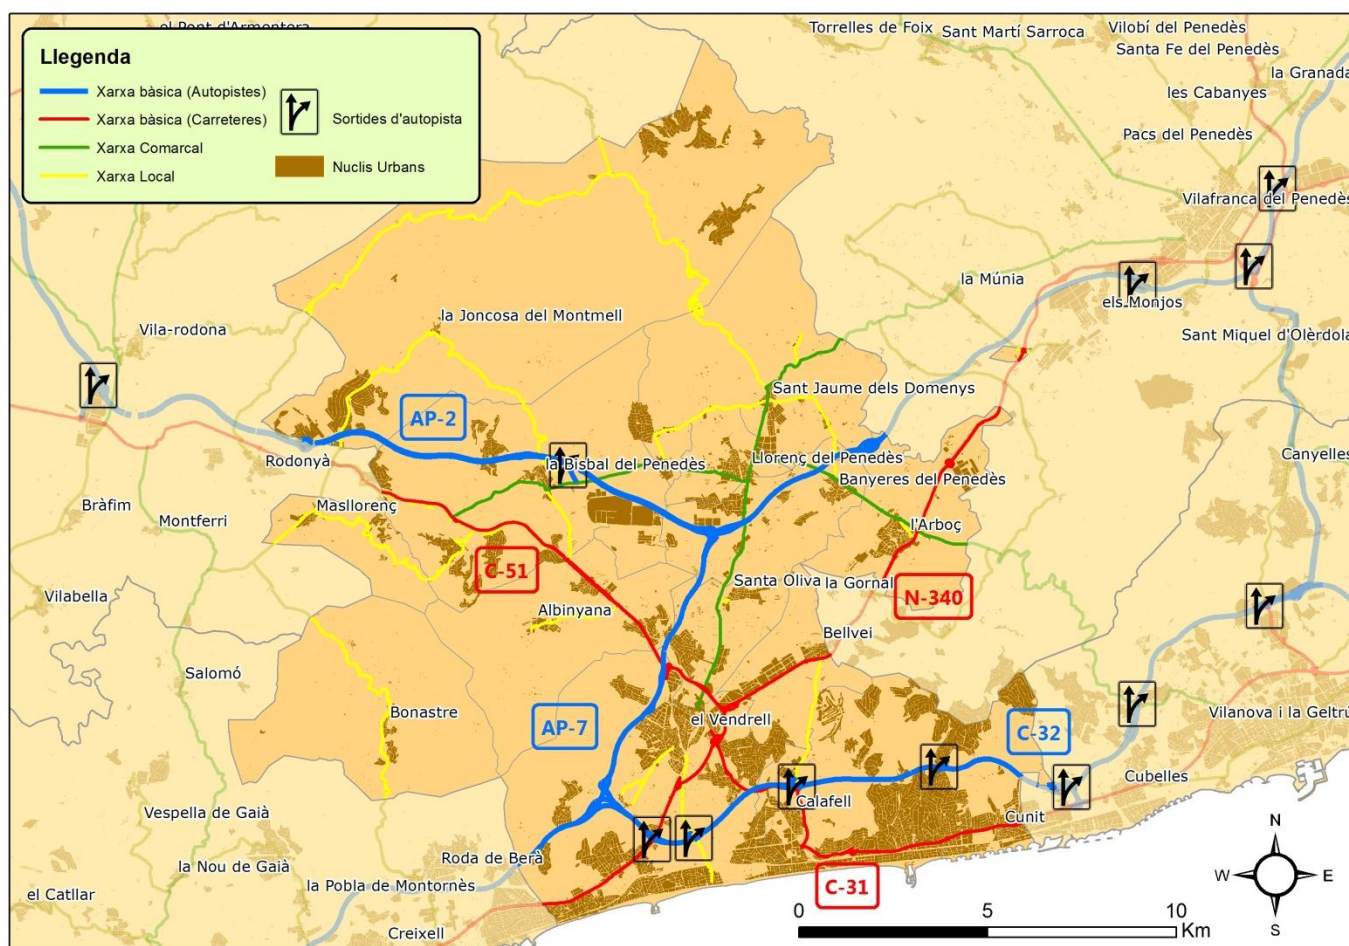 el Pont d'Armentera
Torrelles de Foix
Sant Martí Sarroca
Vilobí del Penedès
Santa Fe del Penedès
la Granada
les Cabanyes
Pacs del Penedès
Vilafranca del Penedès
Llegenda
Xarxa bàsica (Autopistes)
Xarxa bàsica (Carreteres)
Sortides d'autopista
Xarxa Comarcal
Xarxa Local
Nuclis Urbans
la Múnia
els Monjos
Vila-rodona
la Joncosa del Montmell
Sant Miquel d'Olèrdola
Sant Jaume dels Domenys
AP-2
Rodonyà
la Bisbal del Penedès
Llorenç del Penedès
Banyeres del Penedès
Canyelles
Bràfim
Masllorenç
Montferri
l'Arboç
C-51
Santa Oliva
la Gornal
N-340
Vilabella
Albinyana
Bellvei
Salomó
Bonastre
AP-7
el Vendrell
C-32
Vilanova i la Geltrú
Cubelles
Calafell
Cunit
Vespella de Gaià
la Nou de Gaià
Roda de Berà
la Pobla de Montornès
el Catllar
Creixell
C-31
N
W
E
S
0
5
10
Km